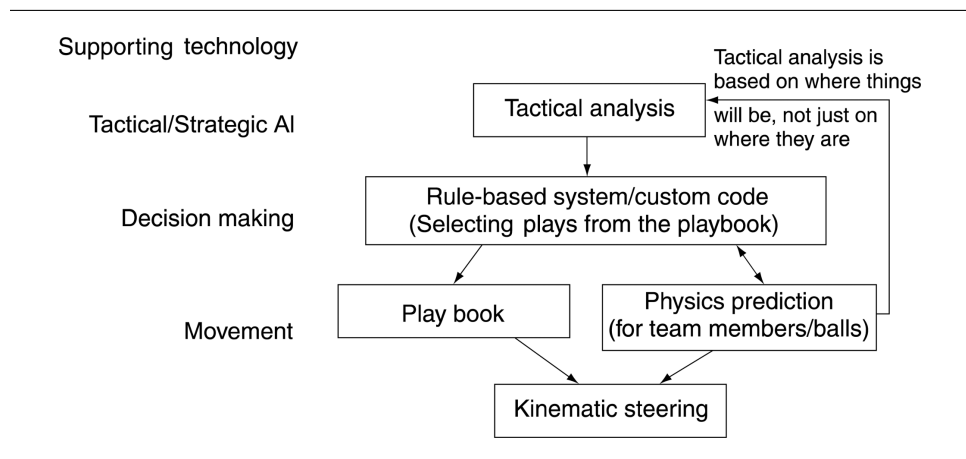 Supporting technology
Tactical analysis is
based on where things
will be, not just on
where they are
Tactical/Strategic AI
Tactical analysis
Decision making
Rule-based system/custom code
(Selecting plays from the playbook)
Movement
Play book
Physics prediction
(for team members/balls)
Kinematic steering